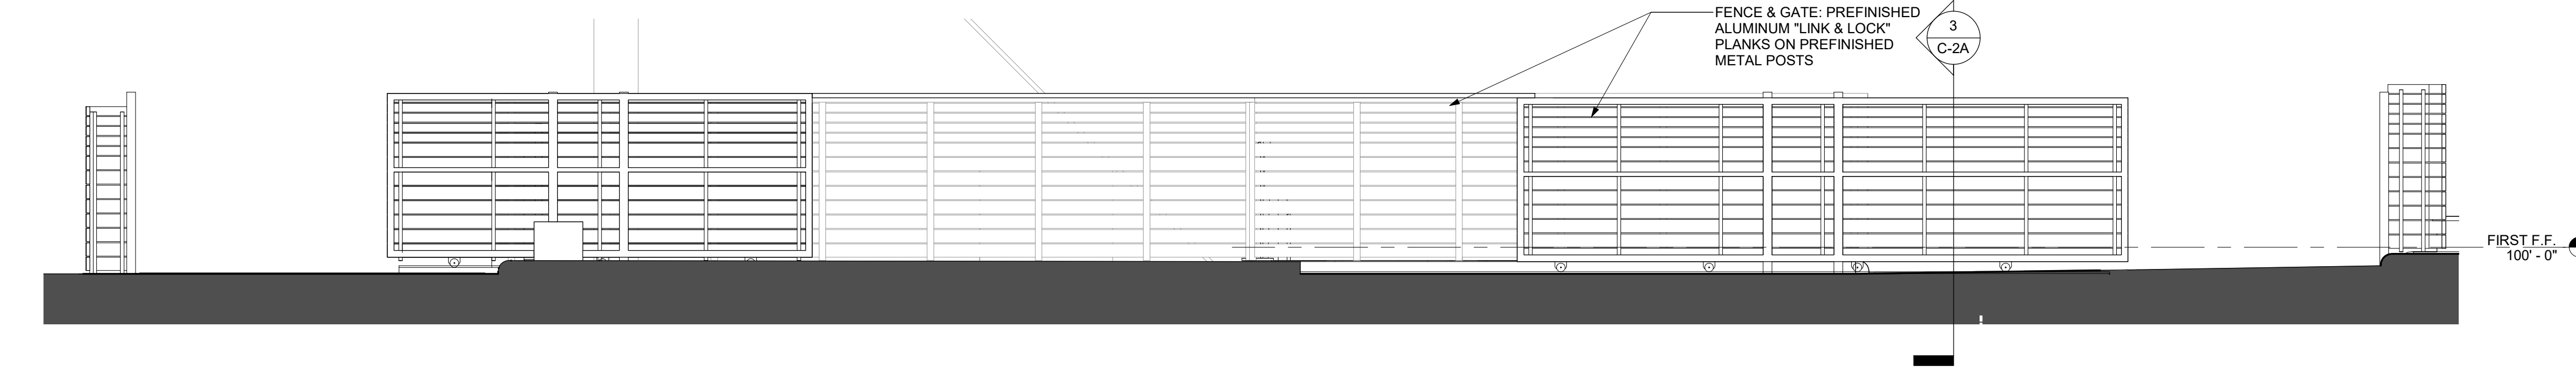 FENCE & GATE: PREFINISHED
ALUMINUM "LINK & LOCK"
PLANKS ON PREFINISHED
METAL POSTS
3
C-2A
FIRST F.F.
100' - 0"